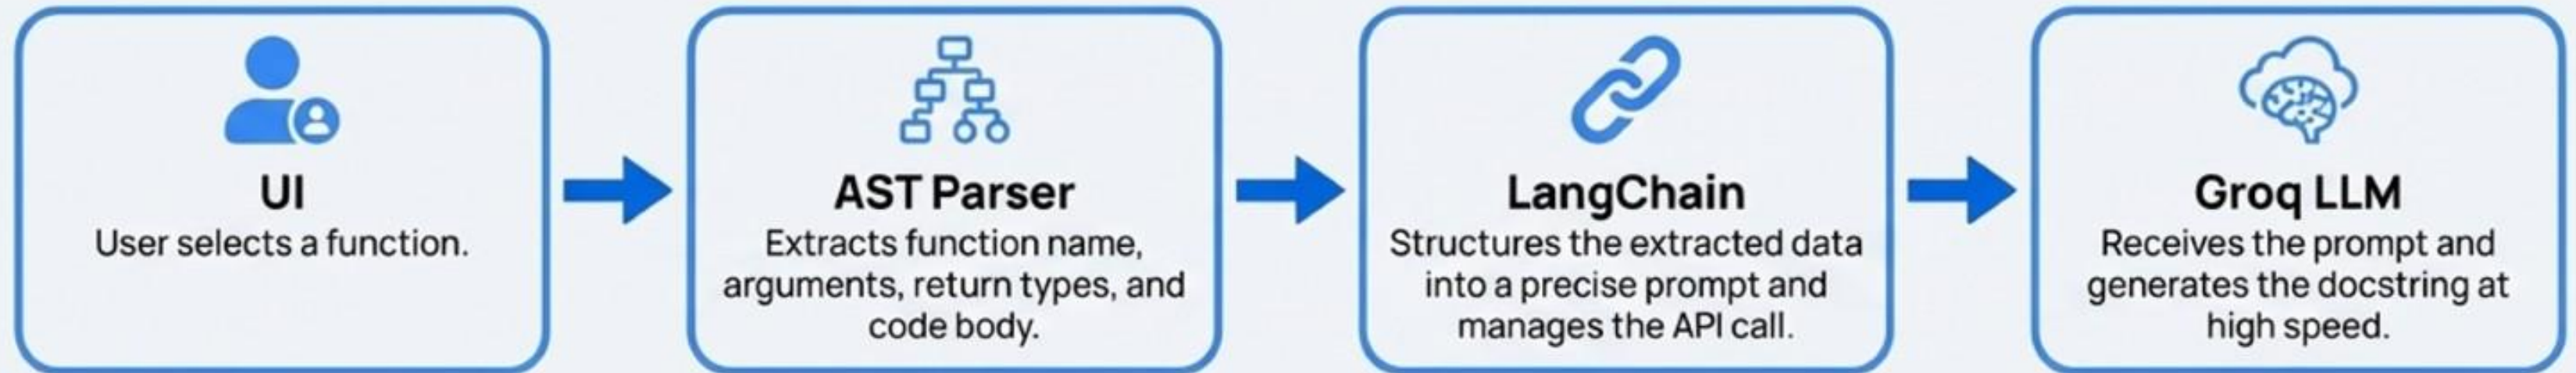 UI
User selects a function.
AST Parser
Extracts function name,
arguments, return types, and
code body.
LangChain
Structures the extracted data
into a precise prompt and
manages the API call.
Groq LLM
Receives the prompt and
generates the docstring at
high speed.